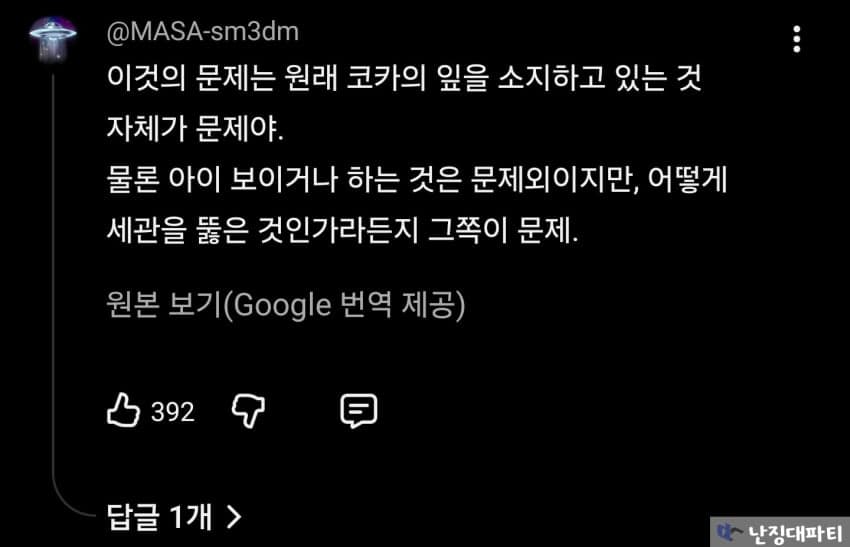 @MASA-sm3dm
이것의 문제는 원래 코카의 잎을 소지하고 있는 것
자체가 문제야.
물론 아이 보이거나 하는 것은 문제외이지만, 어떻게
세관을 뚫은 것인가라든지 그쪽이 문제.
원본 보기(Google 번역 제공)
392
답글 1개 >
난징대파티